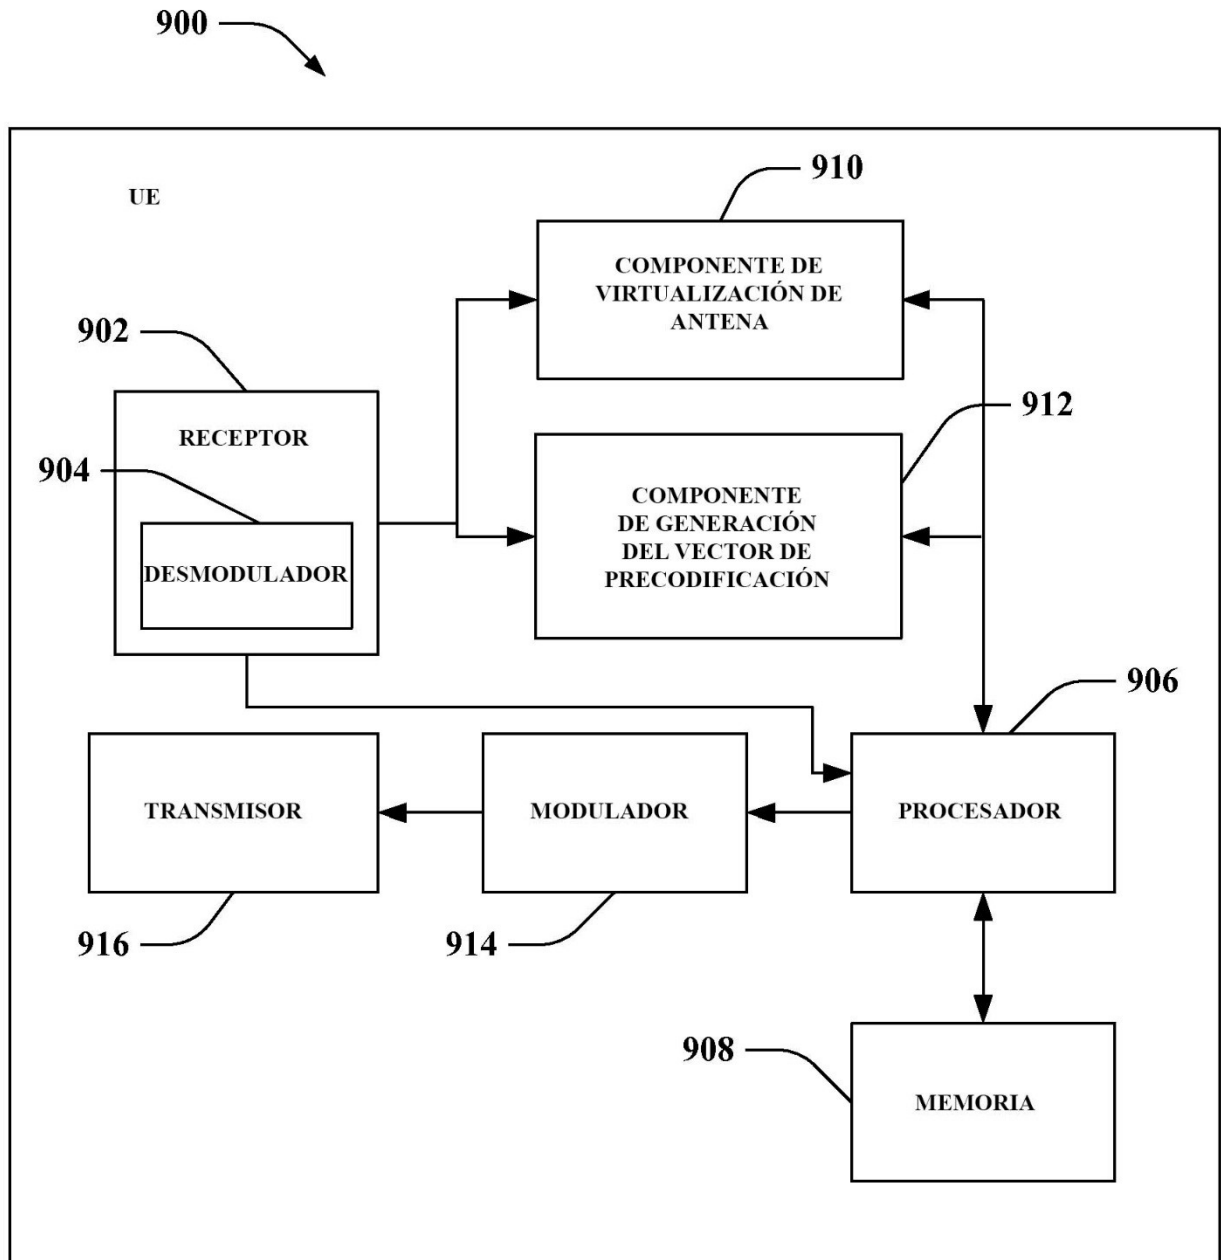 900
UE
910
COMPONENTE DE
VIRTUALIZACIÓN DE
ANTENA
902
912
RECEPTOR
904
COMPONENTE
DE GENERACIÓN
DEL VECTOR DE
PRECODIFICACIÓN
DESMODULADOR
906
TRANSMISOR
MODULADOR
PROCESADOR
916
914
908
MEMORIA